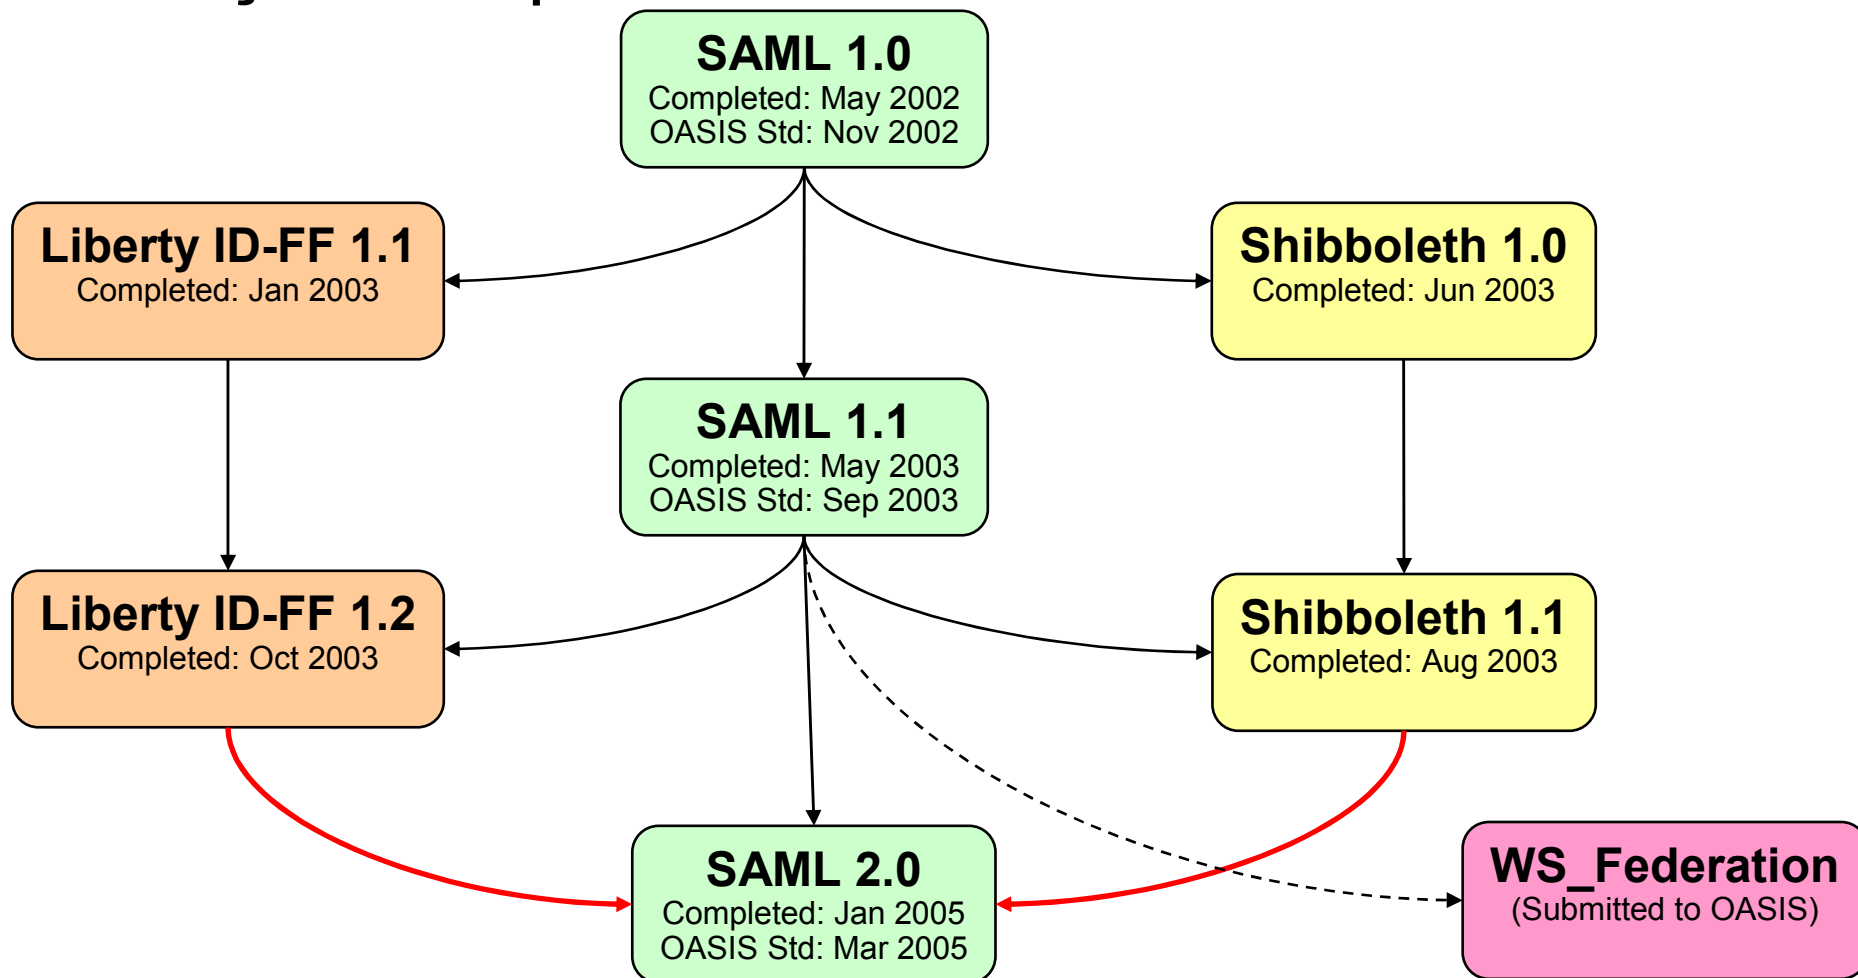 SAML 1.0
Completed: May 2002
OASIS Std: Nov 2002
Liberty ID-FF 1.1
Completed: Jan 2003
Shibboleth 1.0
Completed: Jun 2003
SAML 1.1
Completed: May 2003
OASIS Std: Sep 2003
Liberty ID-FF 1.2
Completed: Oct 2003
Shibboleth 1.1
Completed: Aug 2003
SAML 2.0
Completed: Jan 2005
OASIS Std: Mar 2005
WS_Federation
(Submitted to OASIS)